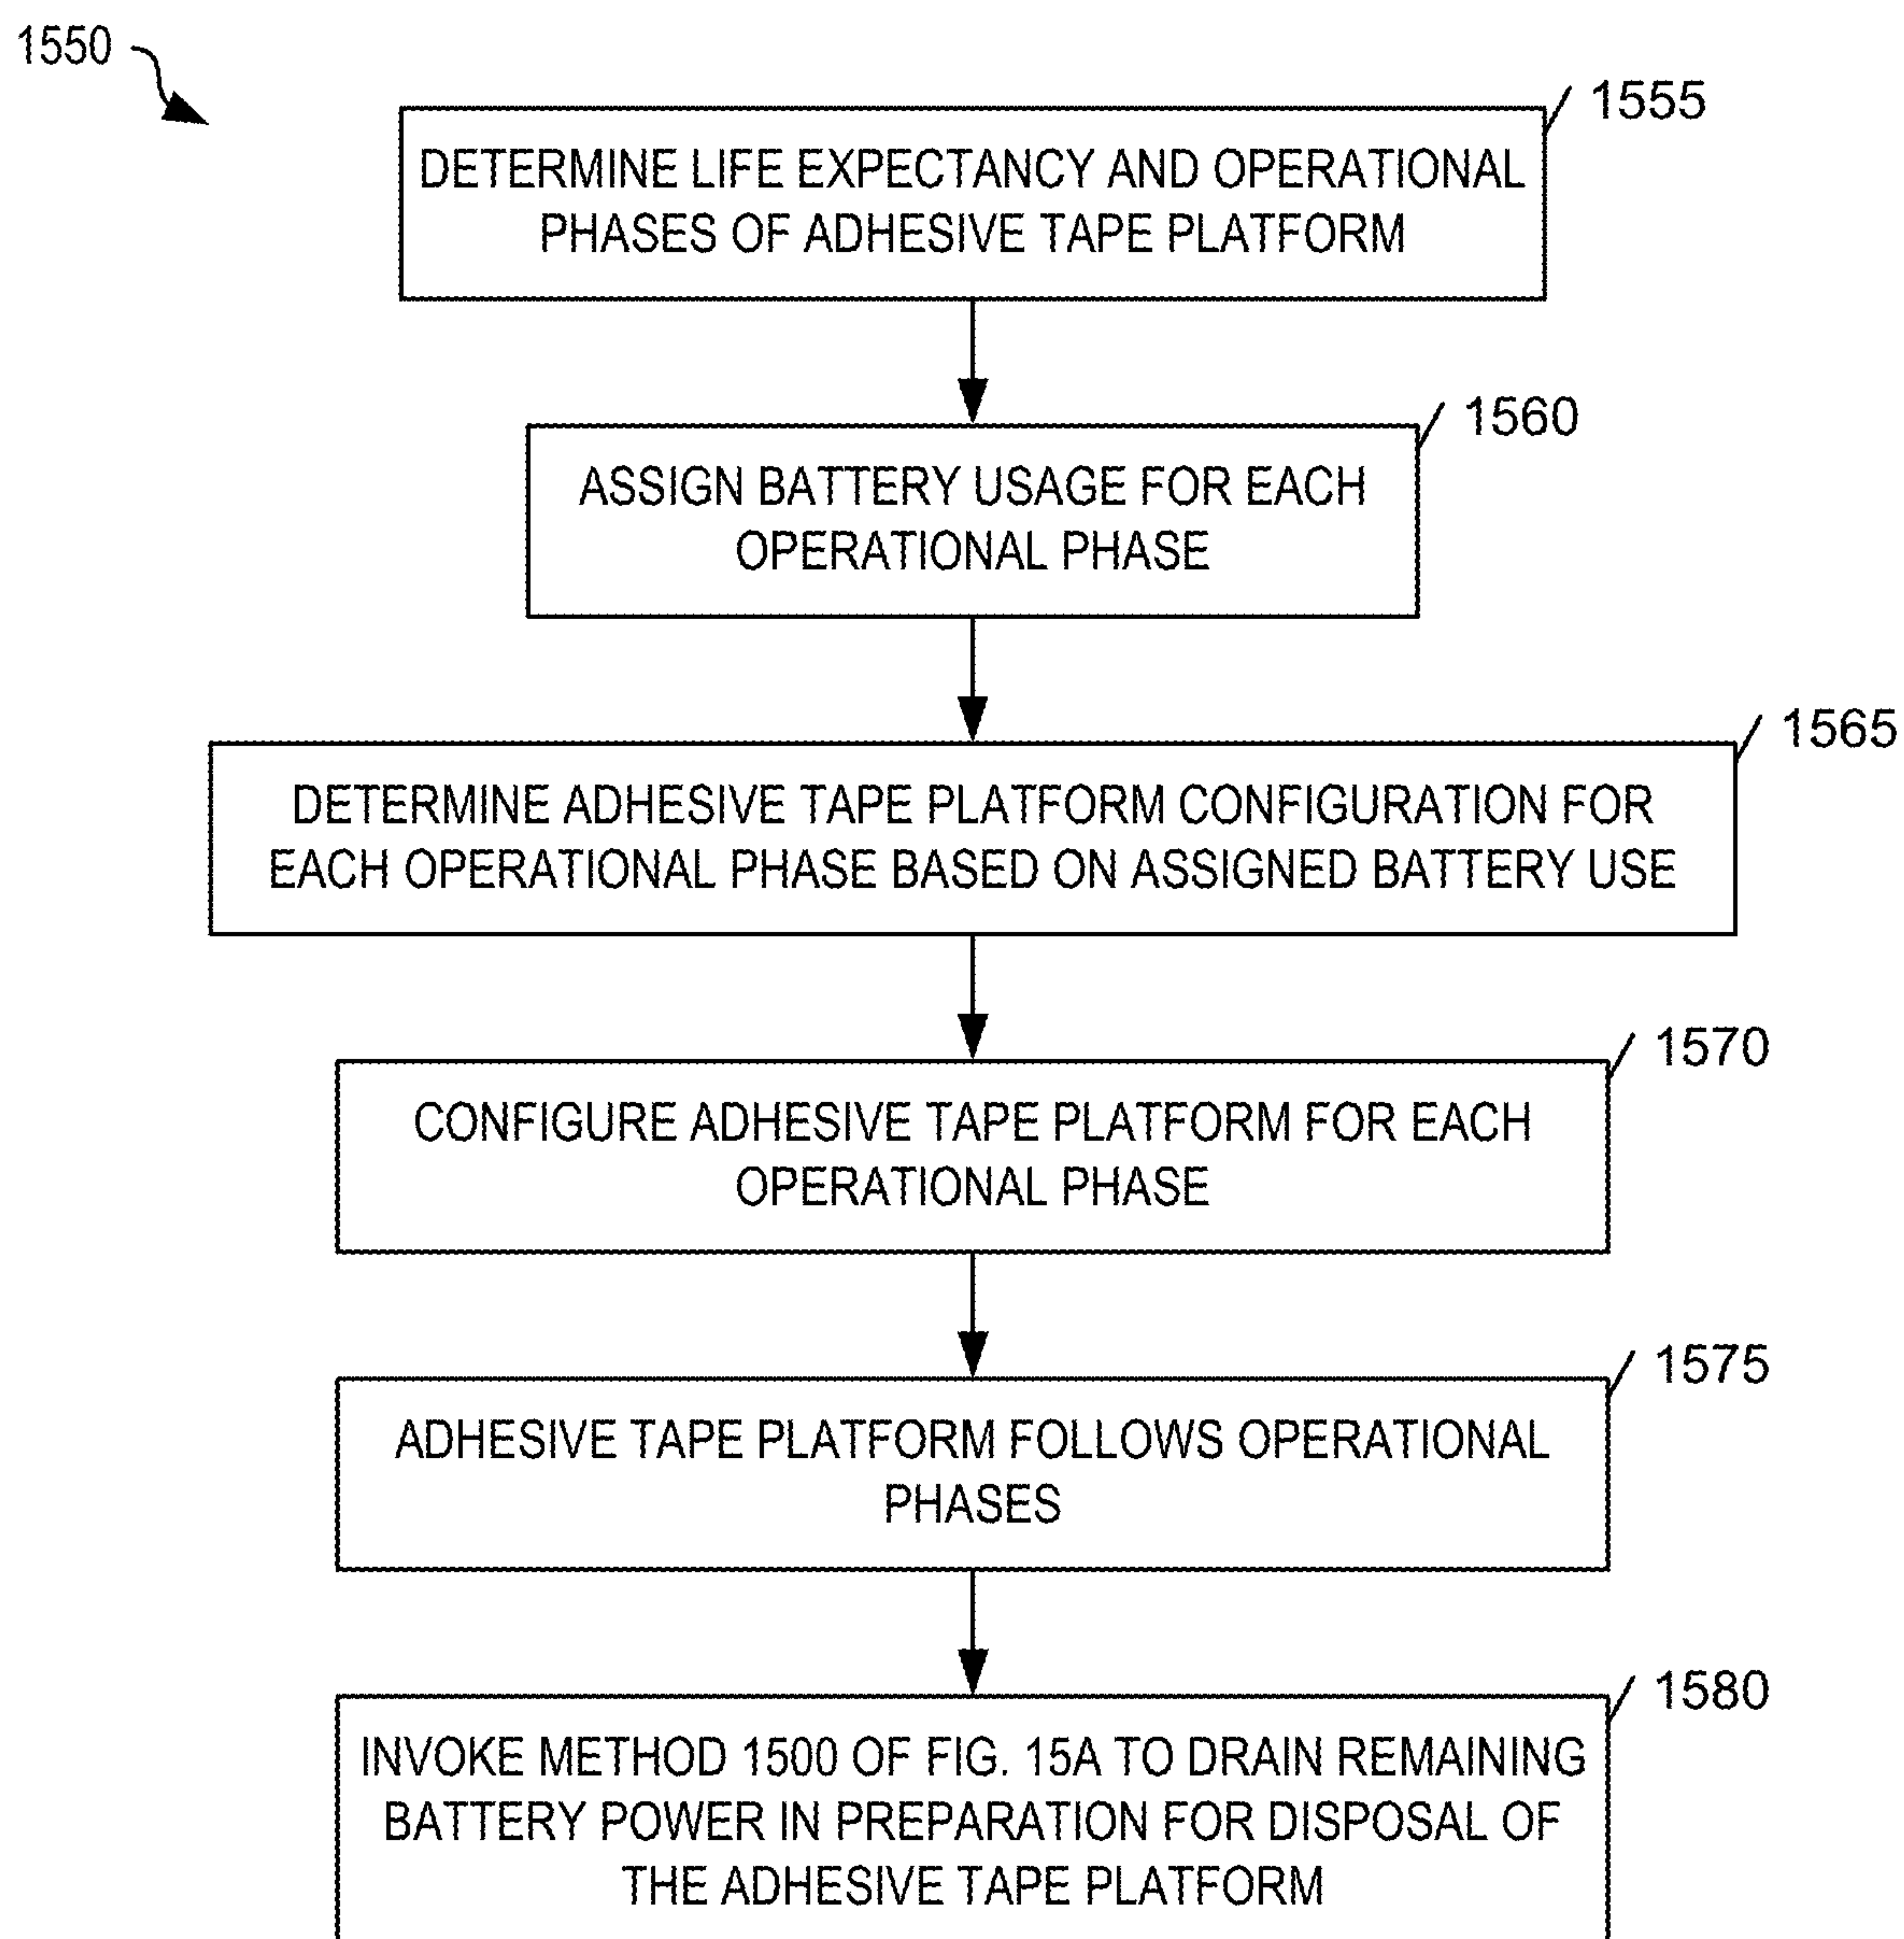 1550
1555
DETERMINE LIFE EXPECTANCY AND OPERATIONAL
PHASES OF ADHESIVE TAPE PLATFORM
1560
ASSIGN BATTERY USAGE FOR EACH
OPERATIONAL PHASE
1565
DETERMINE ADHESIVE TAPE PLATFORM CONFIGURATION FOR
EACH OPERATIONAL PHASE BASED ON ASSIGNED BATTERY USE
1570
CONFIGURE ADHESIVE TAPE PLATFORM FOR EACH
OPERATIONAL PHASE
1575
ADHESIVE TAPE PLATFORM FOLLOWS OPERATIONAL
PHASES
1580
INVOKE METHOD 1500 OF FIG. 15A TO DRAIN REMAINING
BATTERY POWER IN PREPARATION FOR DISPOSAL OF
THE ADHESIVE TAPE PLATFORM